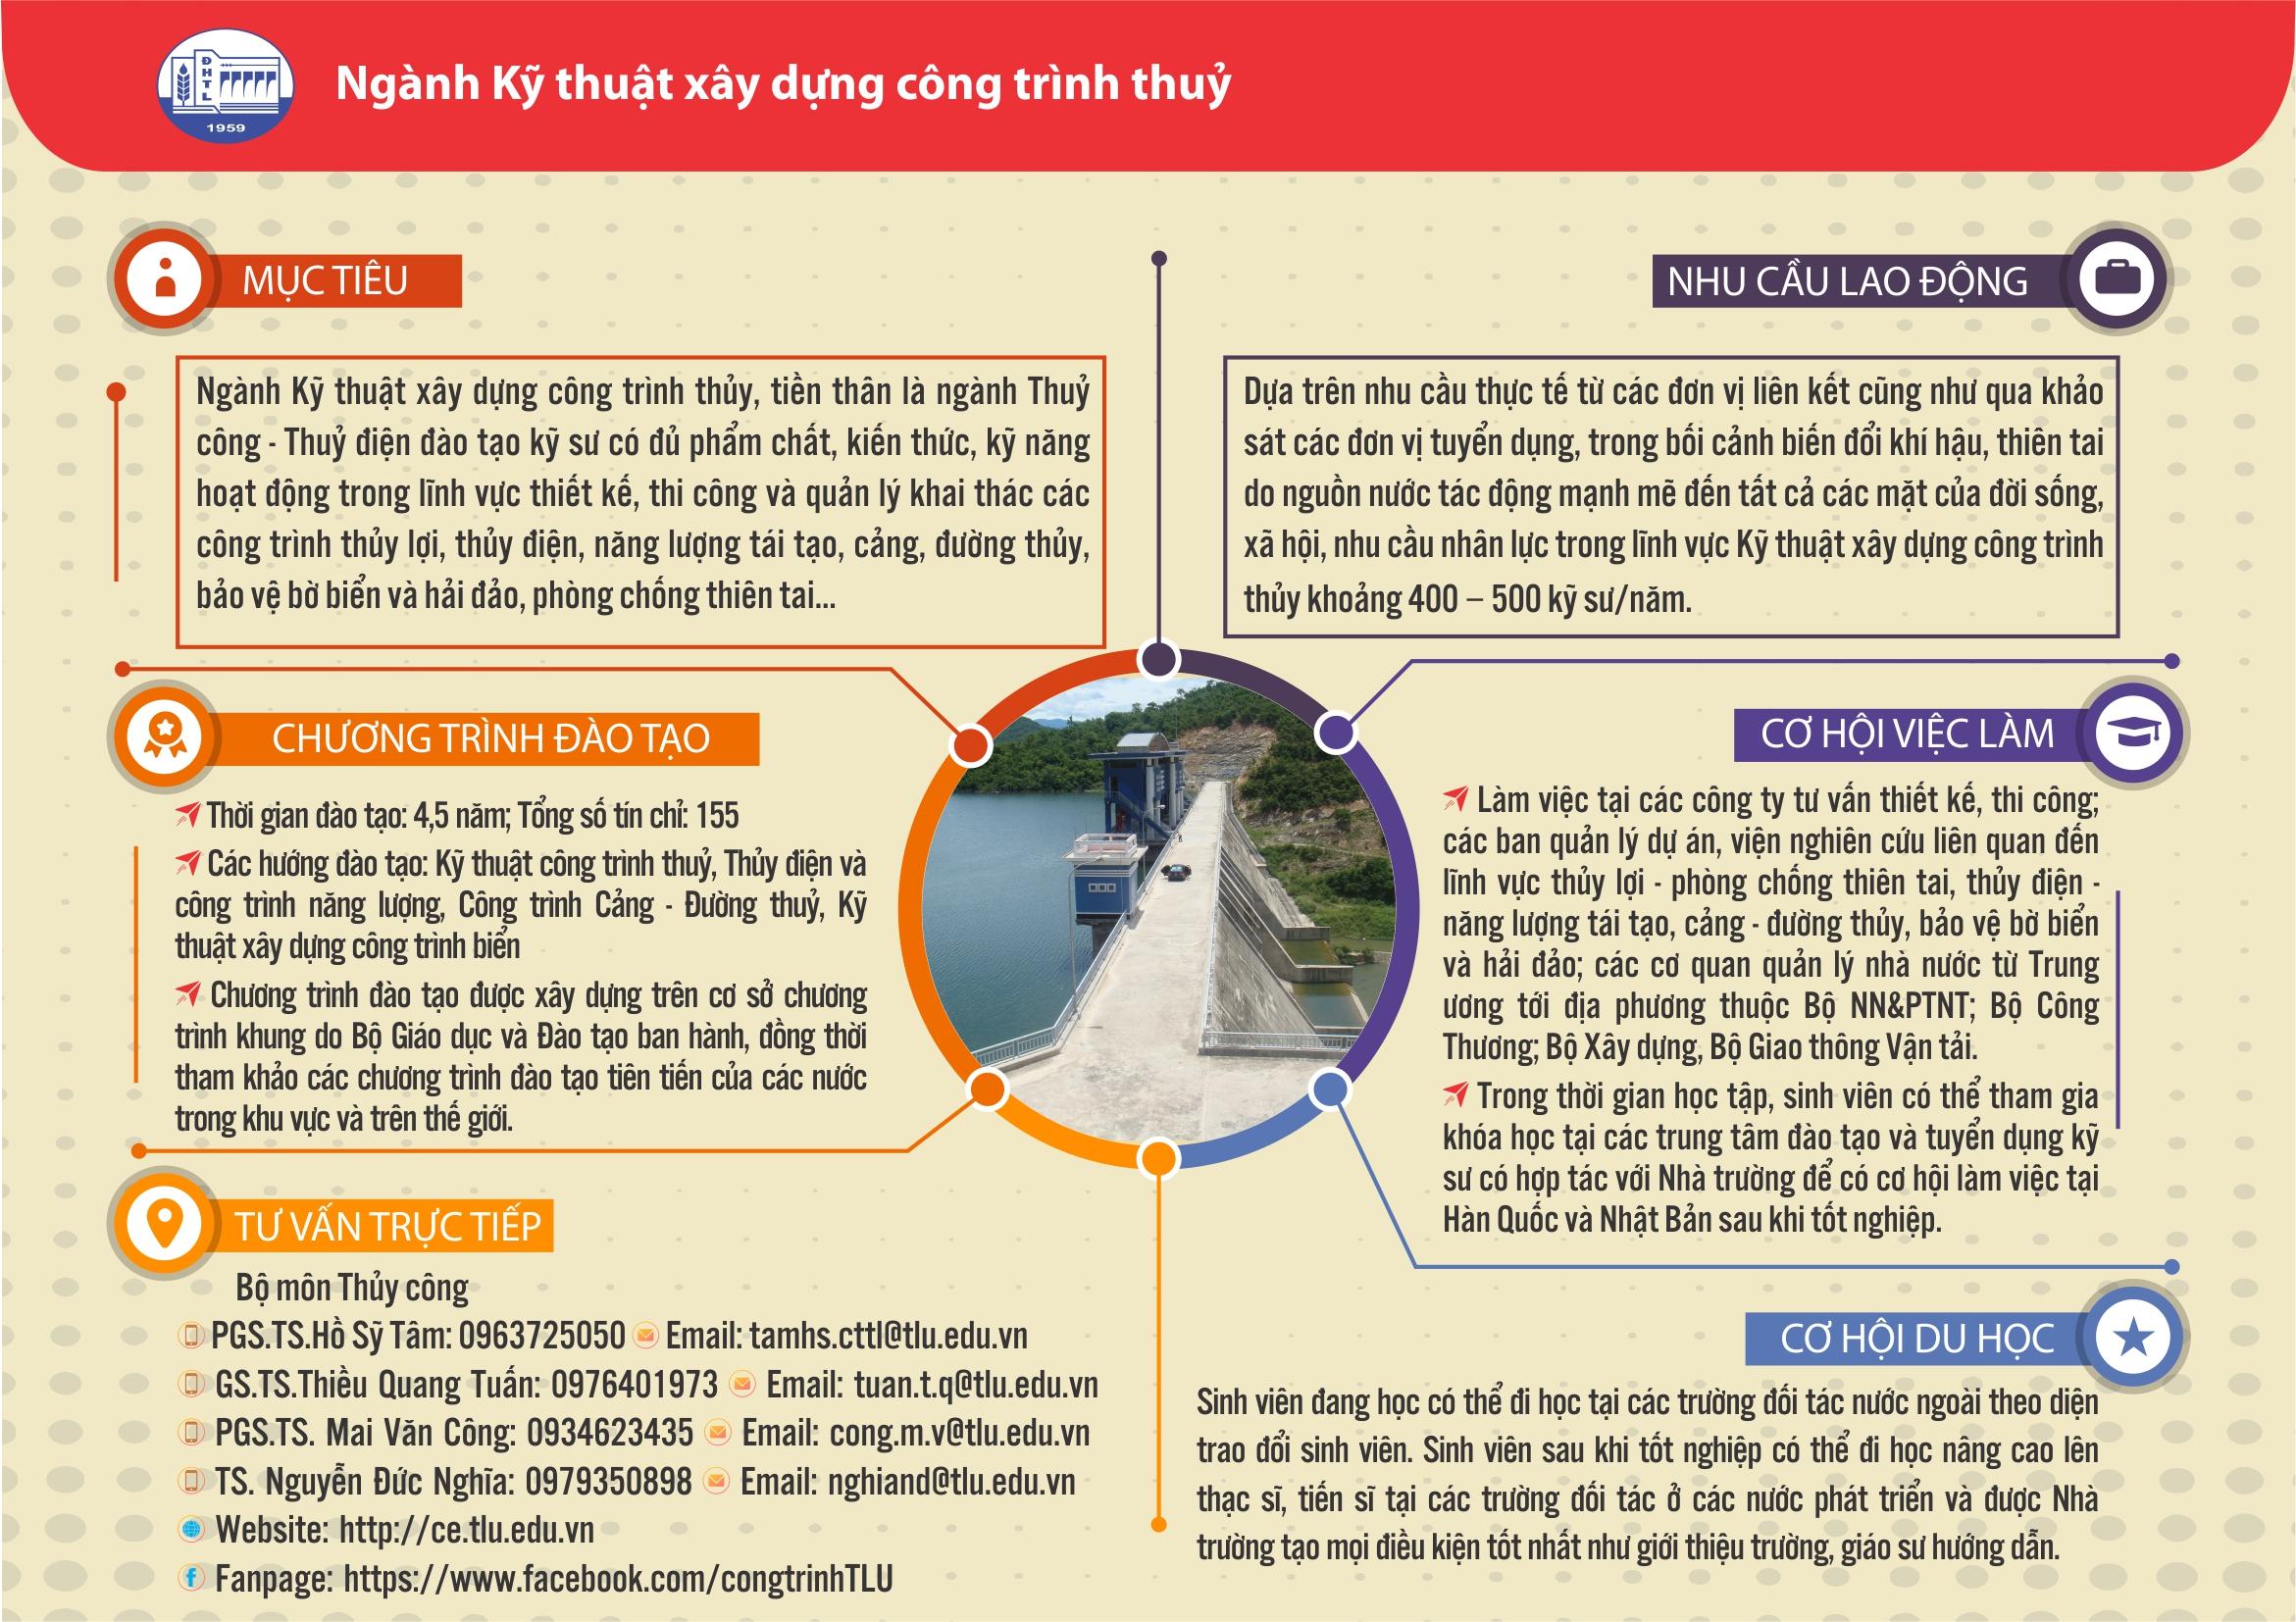 ĐHTL
1959
Ngành Kỹ thuật xây dựng công trình thuỷ
MỤC TIÊU
Ngành Kỹ thuật xây dựng công trình thủy, tiền thân là ngành Thuỷ
công - Thuỷ điện đào tạo kỹ sư có đủ phẩm chất, kiến thức, kỹ năng
hoạt động trong lĩnh vực thiết kế, thi công và quản lý khai thác các
công trình thủy lợi, thủy điện, năng lượng tái tạo, cảng, đường thủy,
bảo vệ bờ biển và hải đảo, phòng chống thiên tai...
NHU CẦU LAO ĐỘNG
Dựa trên nhu cầu thực tế từ các đơn vị liên kết cũng như qua khảo
sát các đơn vị tuyển dụng, trong bối cảnh biến đổi khí hậu, thiên tai
do nguồn nước tác động mạnh mẽ đến tất cả các mặt của đời sống,
xã hội, nhu cầu nhân lực trong lĩnh vực Kỹ thuật xây dựng công trình
thủy khoảng 400 – 500 kỹ sư/năm.
CHƯƠNG TRÌNH ĐÀO TẠO
Thời gian đào tạo: 4,5 năm; Tổng số tín chỉ: 155
Các hướng đào tạo: Kỹ thuật công trình thuỷ, Thủy điện và
công trình năng lượng, Công trình Cảng - Đường thuỷ, Kỹ
thuật xây dựng công trình biển
Chương trình đào tạo được xây dựng trên cơ sở chương
trình khung do Bộ Giáo dục và Đào tạo ban hành, đồng thời
tham khảo các chương trình đào tạo tiên tiến của các nước
trong khu vực và trên thế giới.
CƠ HỘI VIỆC LÀM
Làm việc tại các công ty tư vấn thiết kế, thi công;
các ban quản lý dự án, viện nghiên cứu liên quan đến
lĩnh vực thủy lợi - phòng chống thiên tai, thủy điện -
năng lượng tái tạo, cảng - đường thủy, bảo vệ bờ biển
và hải đảo; các cơ quan quản lý nhà nước từ Trung
ương tới địa phương thuộc Bộ NN&PTNT; Bộ Công
Thương; Bộ Xây dựng, Bộ Giao thông Vận tải.
Trong thời gian học tập, sinh viên có thể tham gia
khóa học tại các trung tâm đào tạo và tuyển dụng kỹ
sư có hợp tác với Nhà trường để có cơ hội làm việc tại
Hàn Quốc và Nhật Bản sau khi tốt nghiệp.
TƯ VẤN TRỰC TIẾP
Bộ môn Thủy công
PGS.TS.Hồ Sỹ Tâm: 0963725050 Email: tamhs.cttl@tlu.edu.vn
GS.TS.Thiều Quang Tuấn: 0976401973 Email: tuan.t.q@tlu.edu.vn
PGS.TS. Mai Văn Công: 0934623435 Email: cong.m.v@tlu.edu.vn
TS. Nguyễn Đức Nghĩa: 0979350898 Email: nghiand@tlu.edu.vn
Website: http://ce.tlu.edu.vn
Fanpage: https://www.facebook.com/congtrinhTLU
CƠ HỘI DU HỌC
Sinh viên đang học có thể đi học tại các trường đối tác nước ngoài theo diện
trao đổi sinh viên. Sinh viên sau khi tốt nghiệp có thể đi học nâng cao lên
thạc sĩ, tiến sĩ tại các trường đối tác ở các nước phát triển và được Nhà
trường tạo mọi điều kiện tốt nhất như giới thiệu trường, giáo sư hướng dẫn.